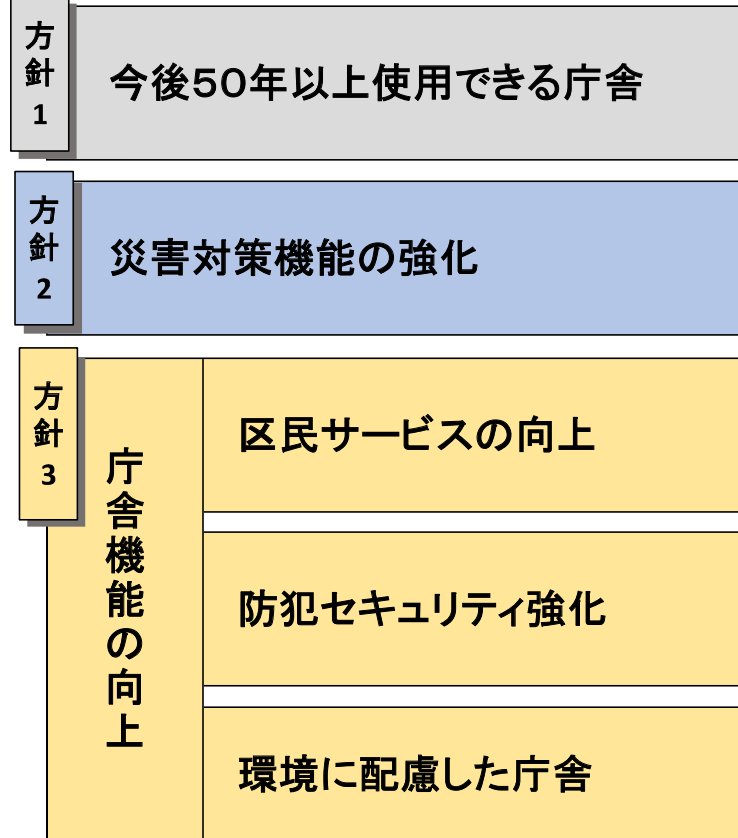 方針1
今後50年以上使用できる庁舎
方針2
災害対策機能の強化
方針3
庁舎機能の向上
区民サービスの向上
防犯セキュリティ強化
環境に配慮した庁舎